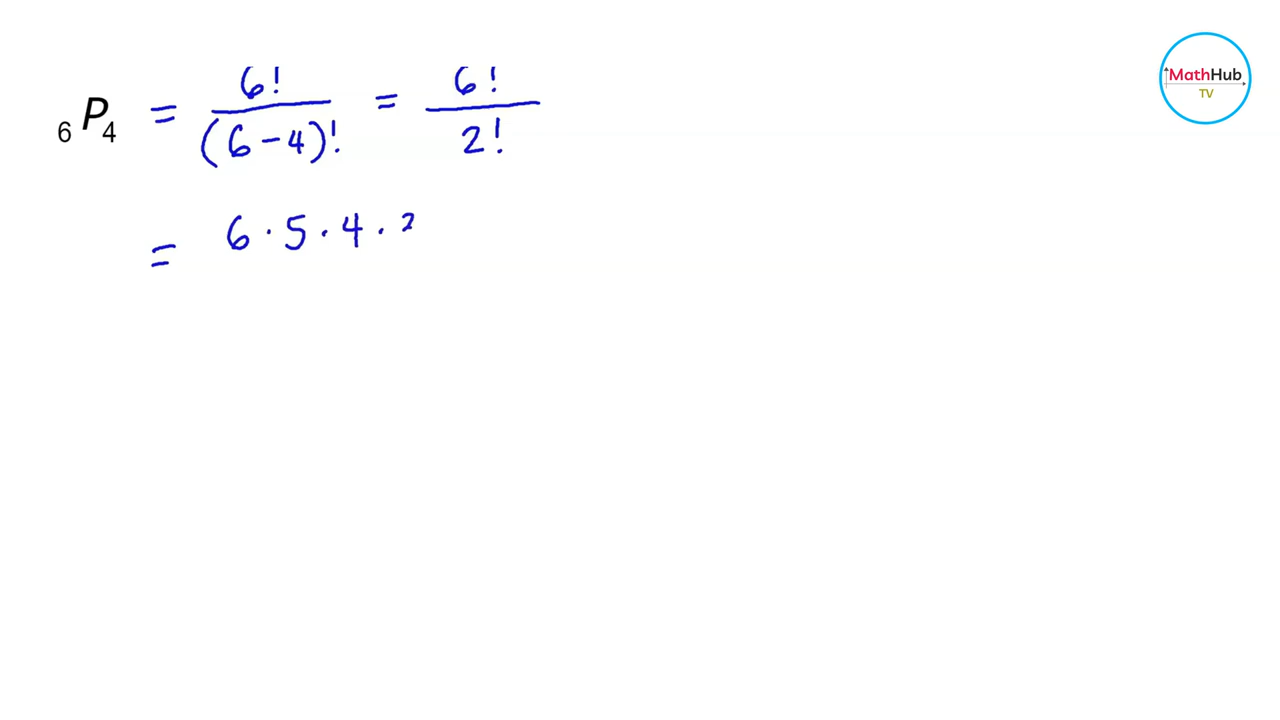 ₆P₄ = 6! / (6-4)! = 6! / 2!
= 6 · 5 · 4 ·
MathHub
TV